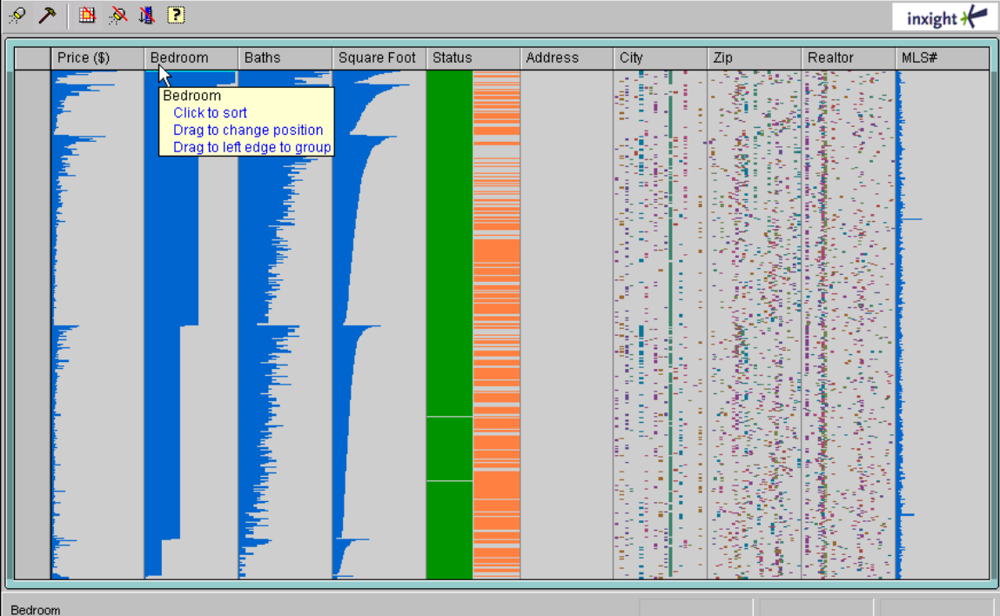 inxight
Price ($) Bedroom Baths Square Foot Status Address City Zip Realtor MLS#
Bedroom
Click to sort
Drag to change position
Drag to left edge to group
Bedroom